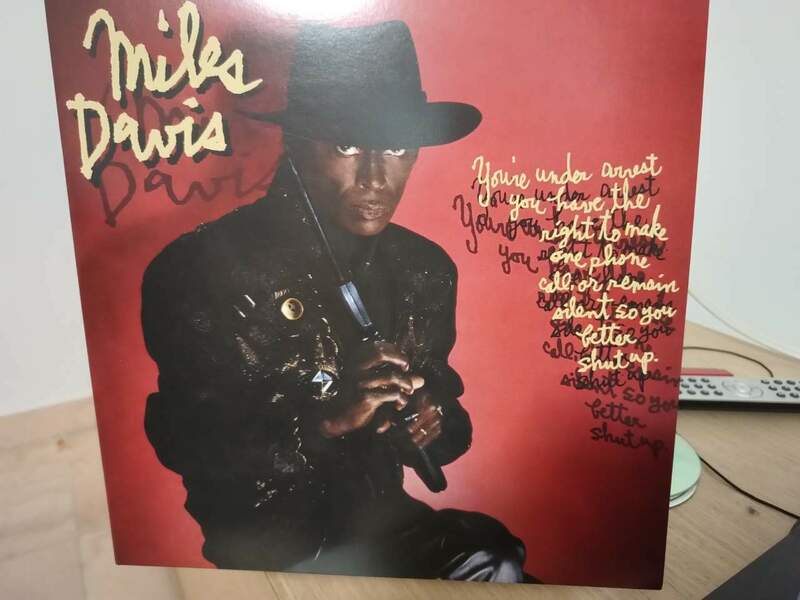 Miles
Davis
You're under arrest
you have the
right to make
one phone
call or remain
silent so you
better
shut up.